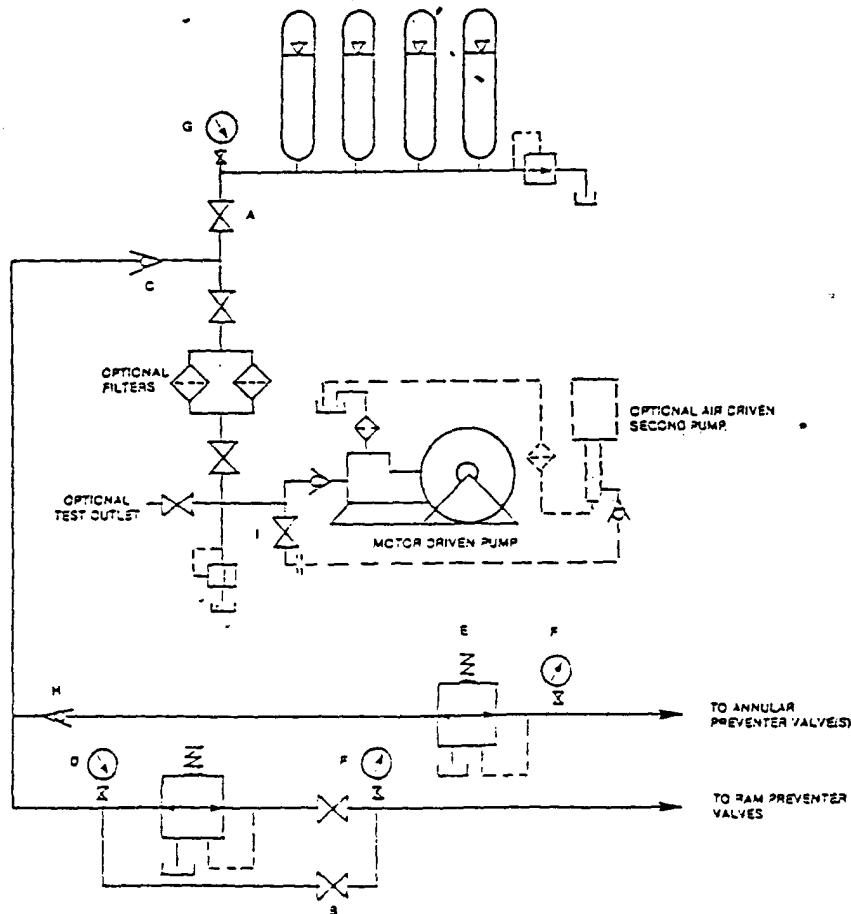 G
A
C
OPTIONAL
FILTERS
OPTIONAL AIR DRIVEN
SECOND PUMP
OPTIONAL
TEST OUTLET
I
MOTOR DRIVEN PUMP
E
F
H
TO ANNULAR
PREVENTER VALVE(S)
D
F
TO RAM PREVENTER
VALVES
B